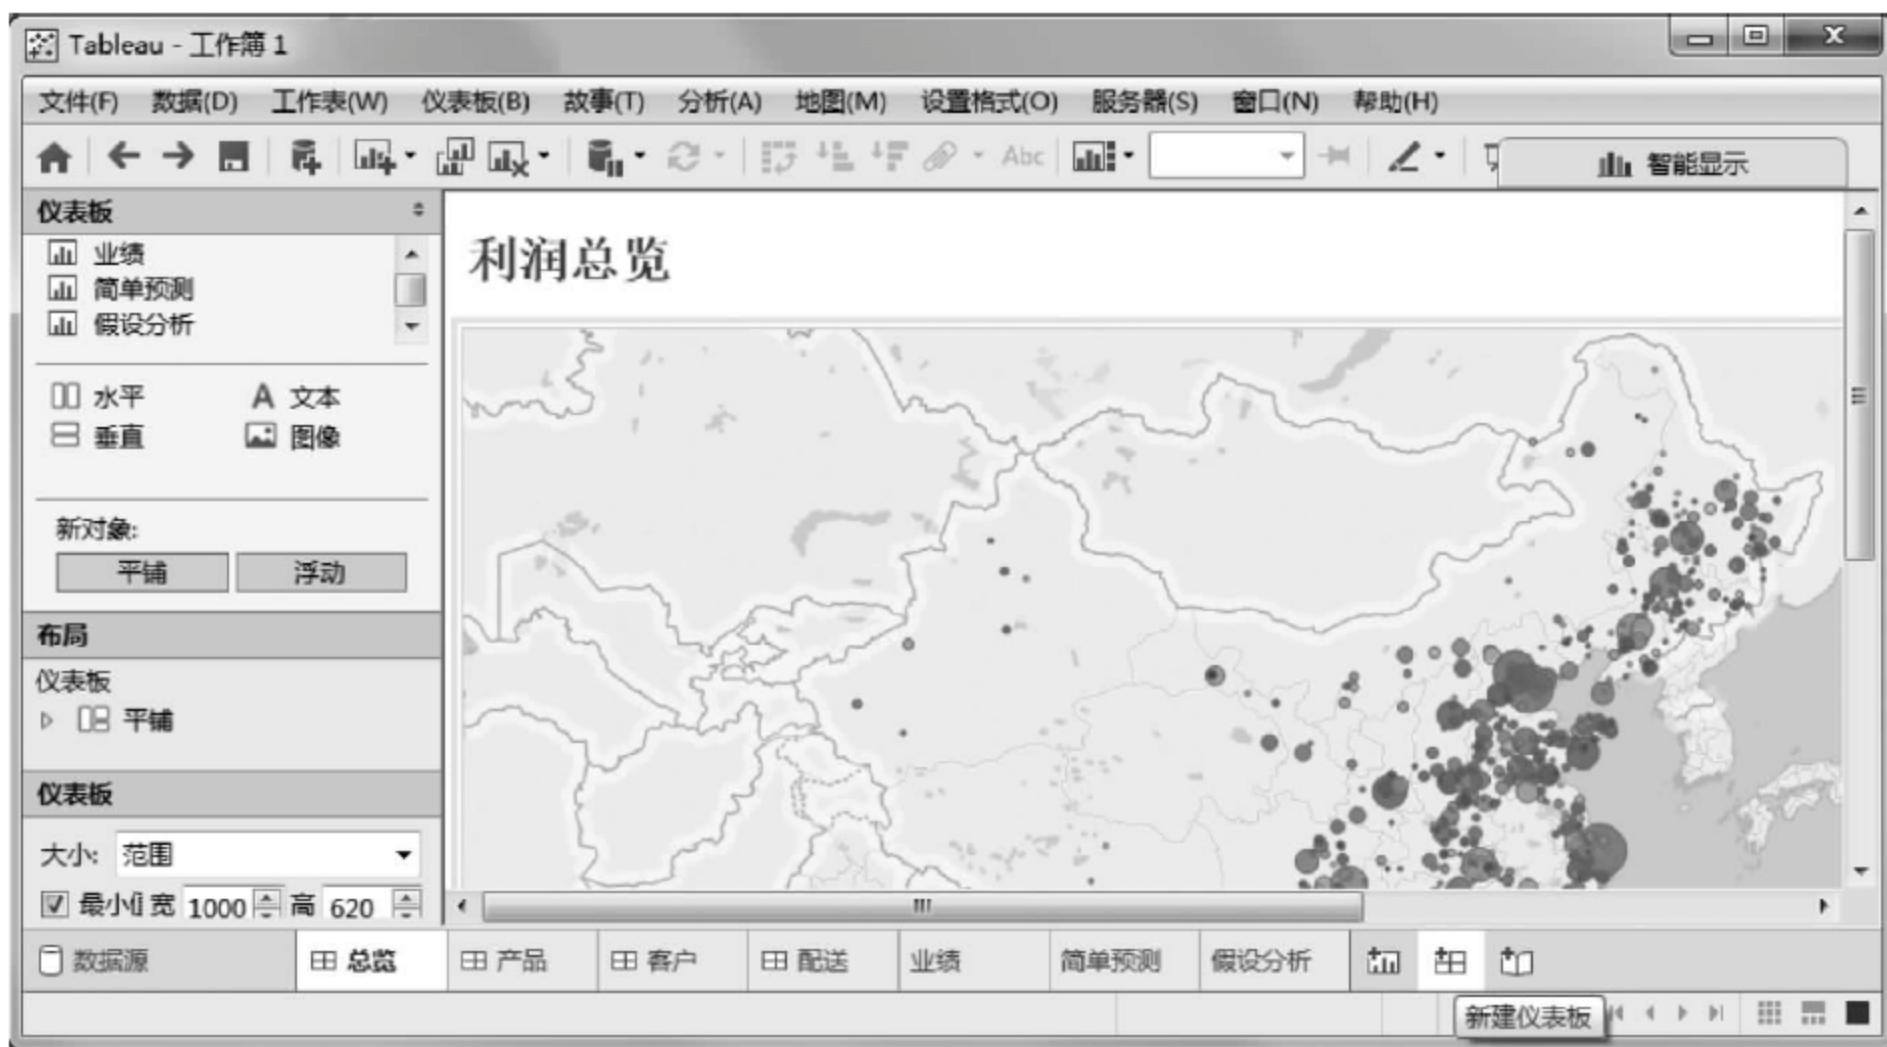 Tableau - 工作簿 1
文件(F) 数据(D) 工作表(W) 仪表板(B) 故事(T) 分析(A) 地图(M) 设置格式(O) 服务器(S) 窗口(N) 帮助(H)
Abc 智能显示
仪表板
业绩
简单预测
假设分析
水平 A 文本
垂直 图像
新对象:
平铺 浮动
布局
仪表板
平铺
仪表板
大小: 范围
最小 宽 1000 高 620
利润总览
数据源 总览 产品 客户 配送 业绩 简单预测 假设分析
新建仪表板